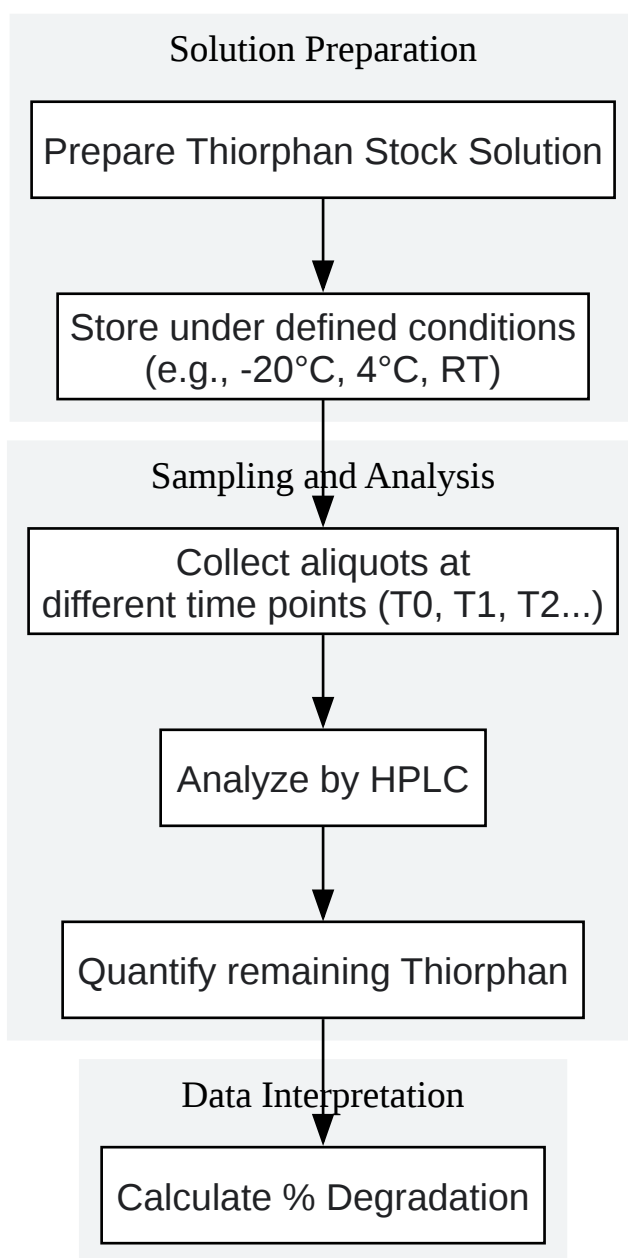 Solution Preparation
Prepare Thiorphan Stock Solution
Store under defined conditions
(e.g., -20°C, 4°C, RT)
Sampling and Analysis
Collect aliquots at
different time points (T0, T1, T2...)
Analyze by HPLC
Quantify remaining Thiorphan
Data Interpretation
Calculate % Degradation